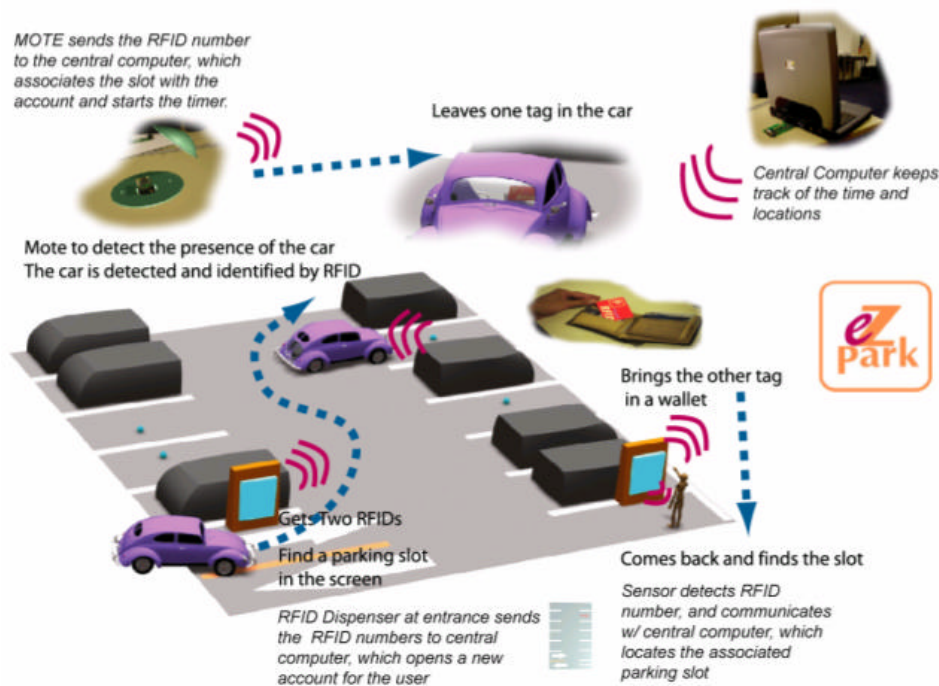 MOTE sends the RFID number
to the central computer, which
associates the slot with the
account and starts the timer.
Leaves one tag in the car
Central Computer keeps
track of the time and
locations
Mote to detect the presence of the car
The car is detected and identified by RFID
eZ
park
Brings the other tag
in a wallet
Gets Two RFIDs
Find a parking slot
in the screen
Comes back and finds the slot
RFID Dispenser at entrance sends
the RFID numbers to central
computer, which opens a new
account for the user
Sensor detects RFID
number, and communicates
w/ central computer, which
locates the associated
parking slot